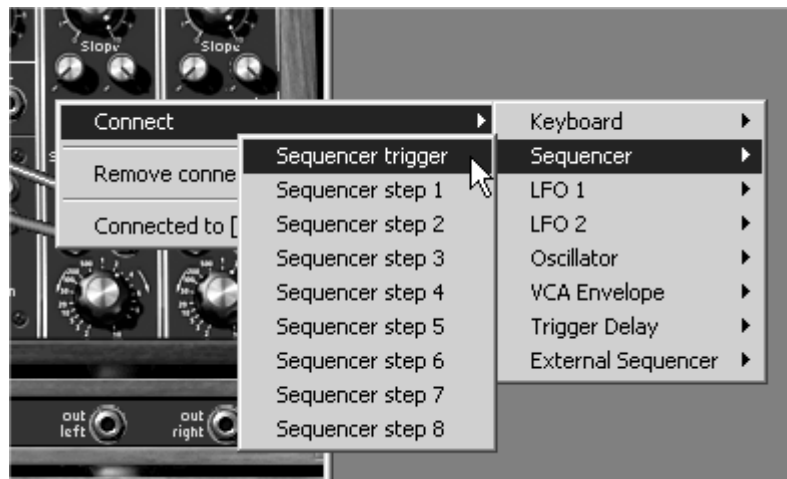 Slope
Slope
Connect
Remove conne
Connected to [
Sequencer trigger
Sequencer step 1
Sequencer step 2
Sequencer step 3
Sequencer step 4
Sequencer step 5
Sequencer step 6
Sequencer step 7
Sequencer step 8
Keyboard
Sequencer
LFO 1
LFO 2
Oscillator
VCA Envelope
Trigger Delay
External Sequencer
out
left
out
right